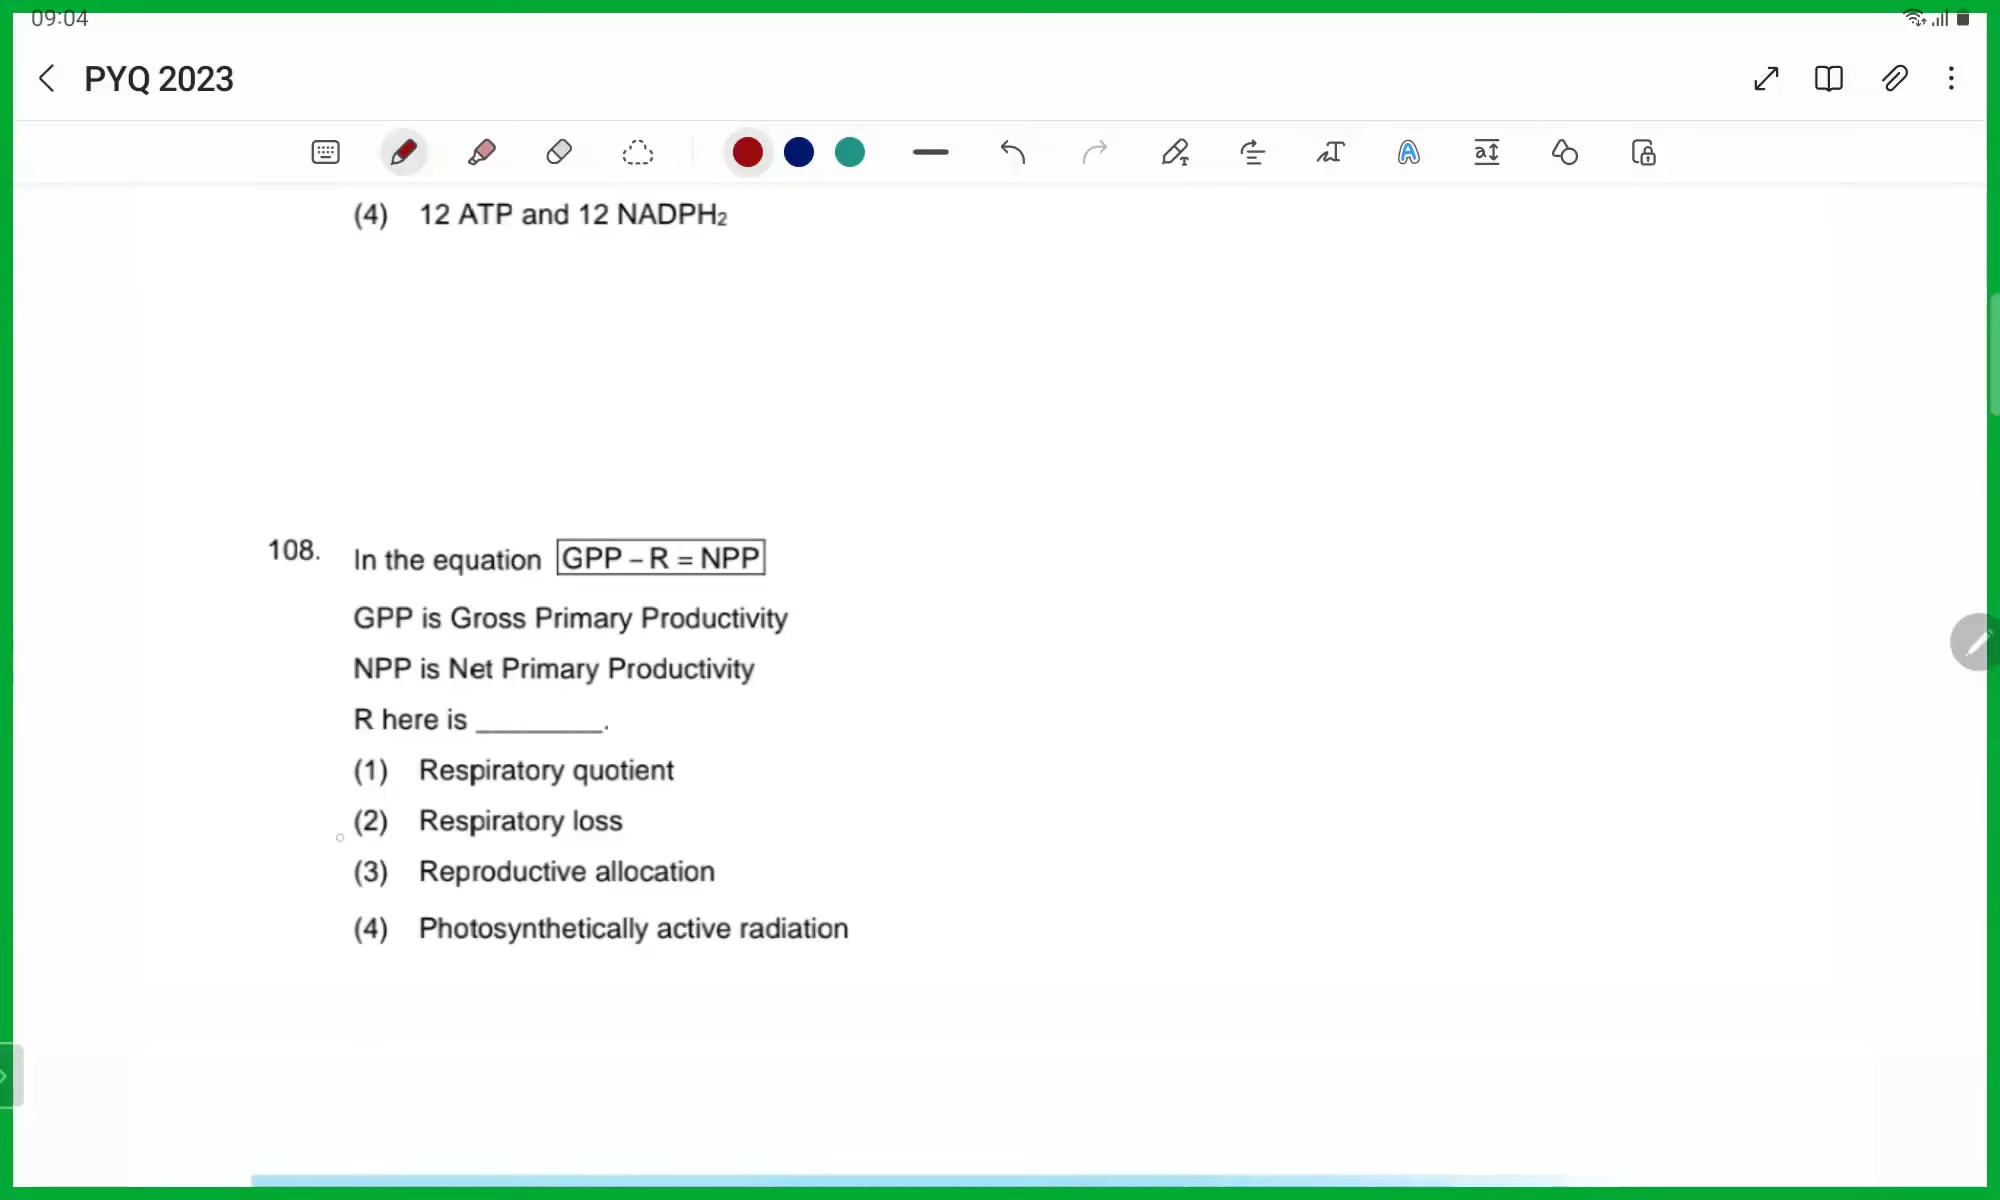 09:04
PYQ 2023
(4) 12 ATP and 12 NADPH₂
108. In the equation GPP – R = NPP
GPP is Gross Primary Productivity
NPP is Net Primary Productivity
R here is ________.
(1) Respiratory quotient
(2) Respiratory loss
(3) Reproductive allocation
(4) Photosynthetically active radiation